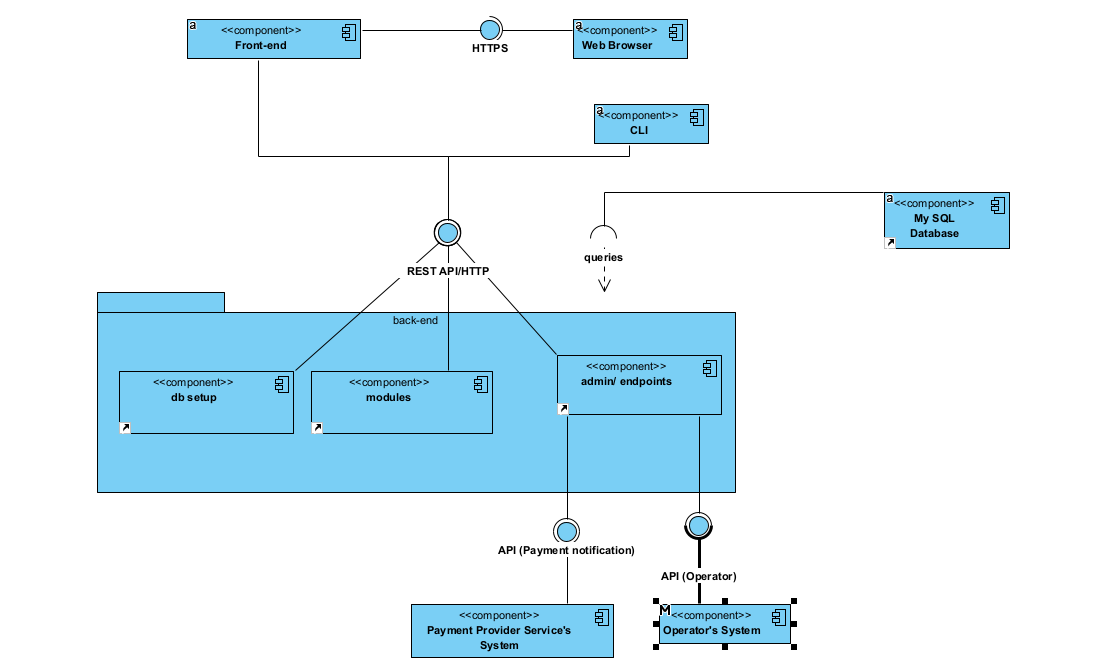 a
<<component>>
Front-end
HTTPS
a
<<component>>
Web Browser
a
<<component>>
CLI
a
<<component>>
My SQL
Database
queries
REST API/HTTP
back-end
<<component>>
db setup
<<component>>
modules
<<component>>
admin/ endpoints
API (Payment notification)
API (Operator)
<<component>>
Payment Provider Service's
System
M
<<component>>
Operator's System